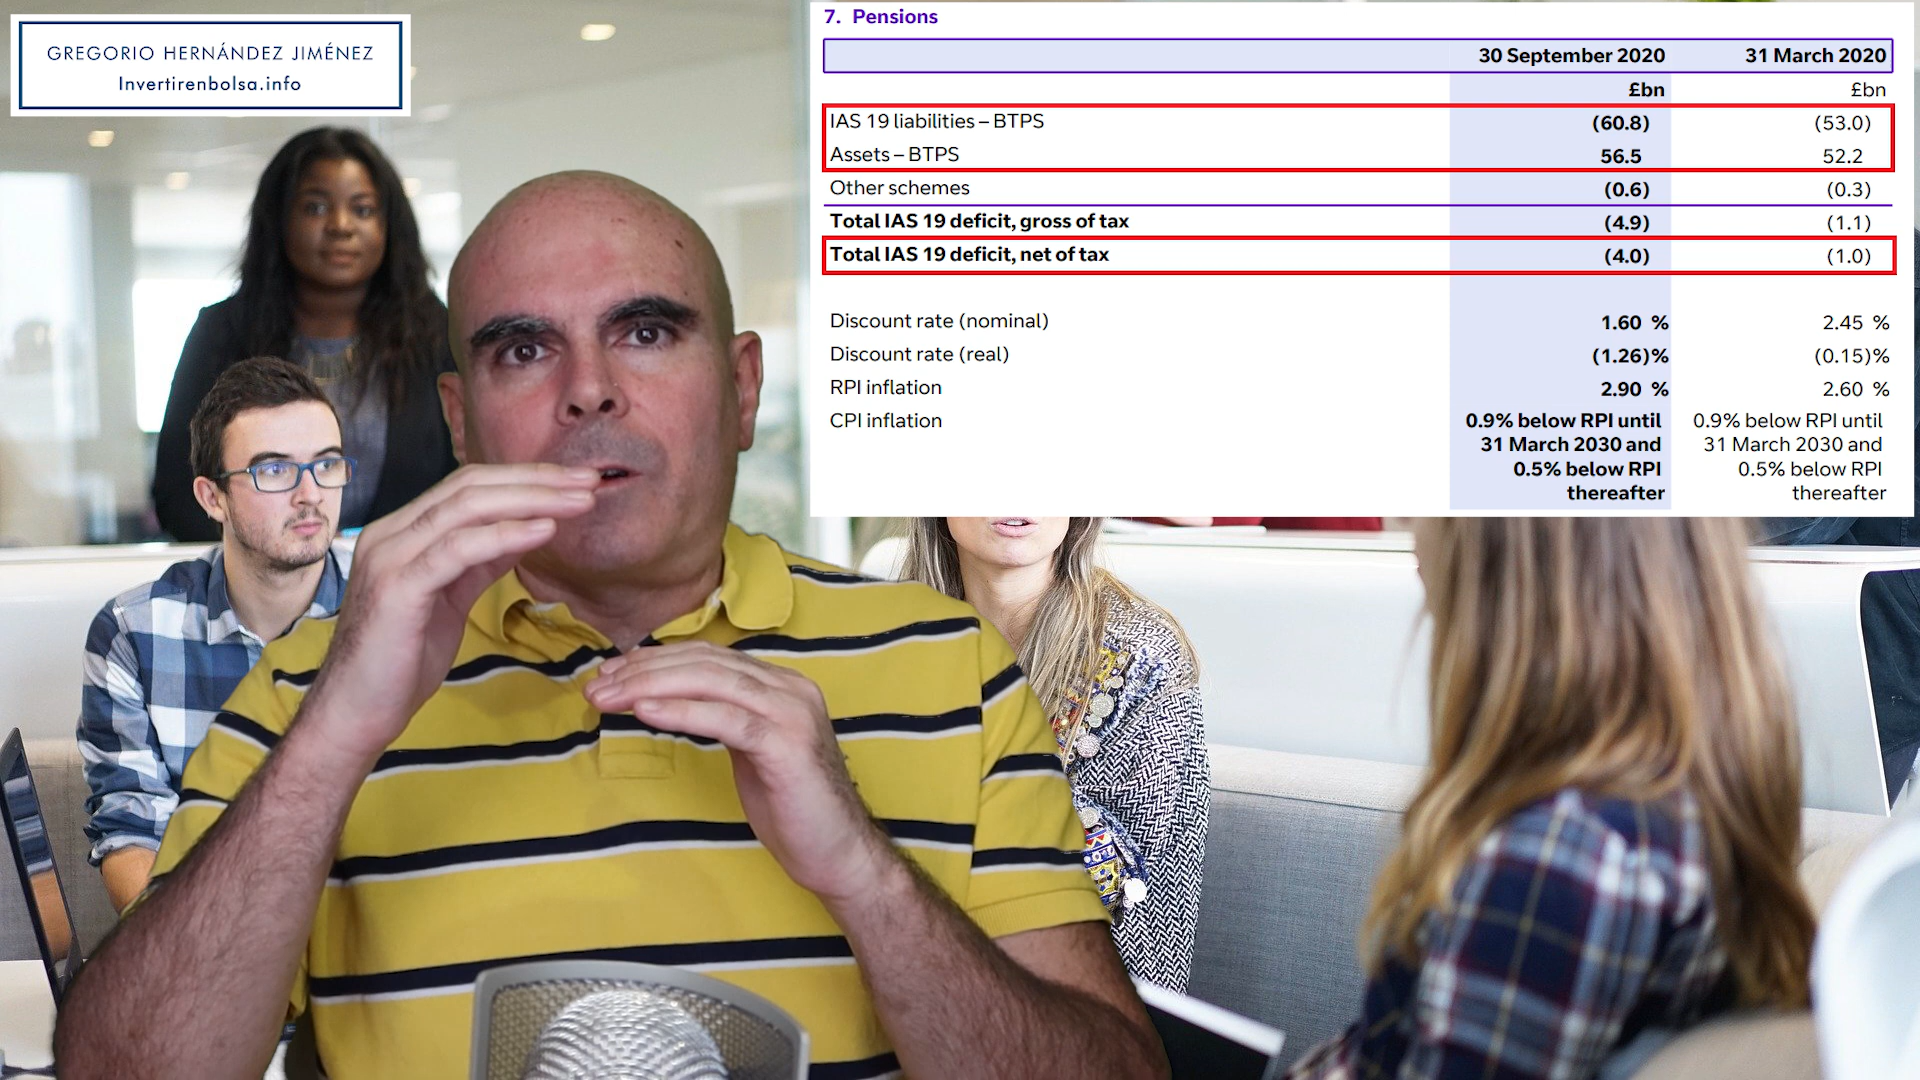 GREGORIO HERNÁNDEZ JIMÉNEZ
Invertirenbolsa.info
7. Pensions
30 September 2020 31 March 2020
£bn £bn
IAS 19 liabilities – BTPS (60.8) (53.0)
Assets – BTPS 56.5 52.2
Other schemes (0.6) (0.3)
Total IAS 19 deficit, gross of tax (4.9) (1.1)
Total IAS 19 deficit, net of tax (4.0) (1.0)
Discount rate (nominal) 1.60 % 2.45 %
Discount rate (real) (1.26)% (0.15)%
RPI inflation 2.90 % 2.60 %
CPI inflation 0.9% below RPI until 0.9% below RPI until
31 March 2030 and 31 March 2030 and
0.5% below RPI 0.5% below RPI
thereafter thereafter